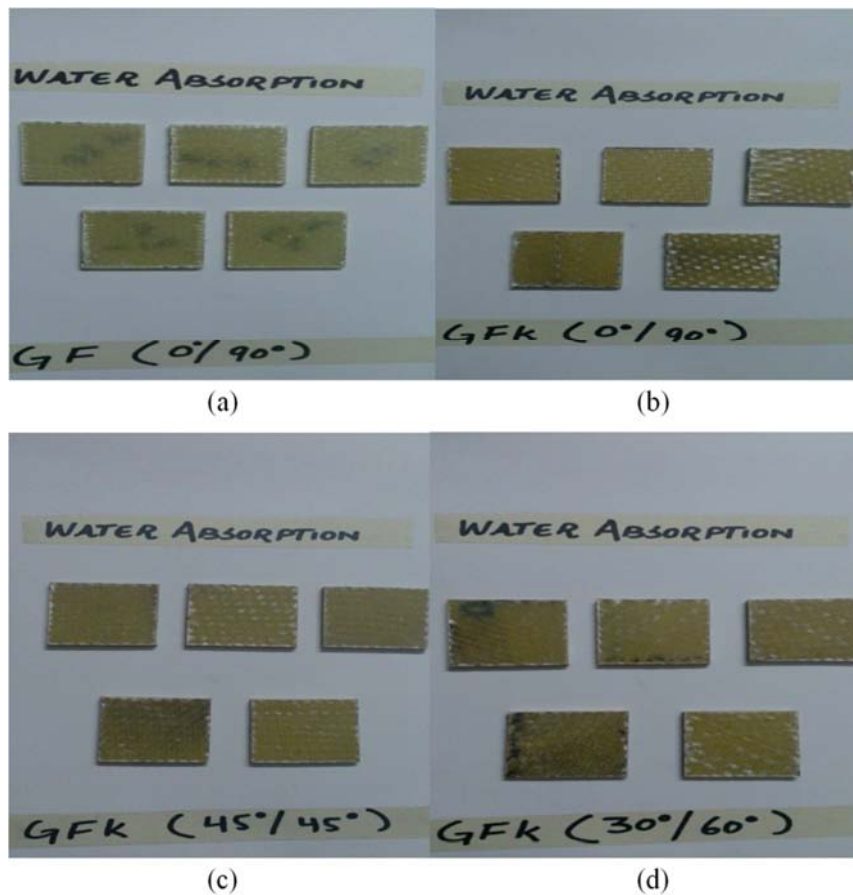 WATER ABSORPTION
GF (0°/90°)
(a)
WATER ABSORPTION
GFK (0°/90°)
(b)
WATER ABSORPTION
GFK (45°/45°)
(c)
WATER ABSORPTION
GFK (30°/60°)
(d)